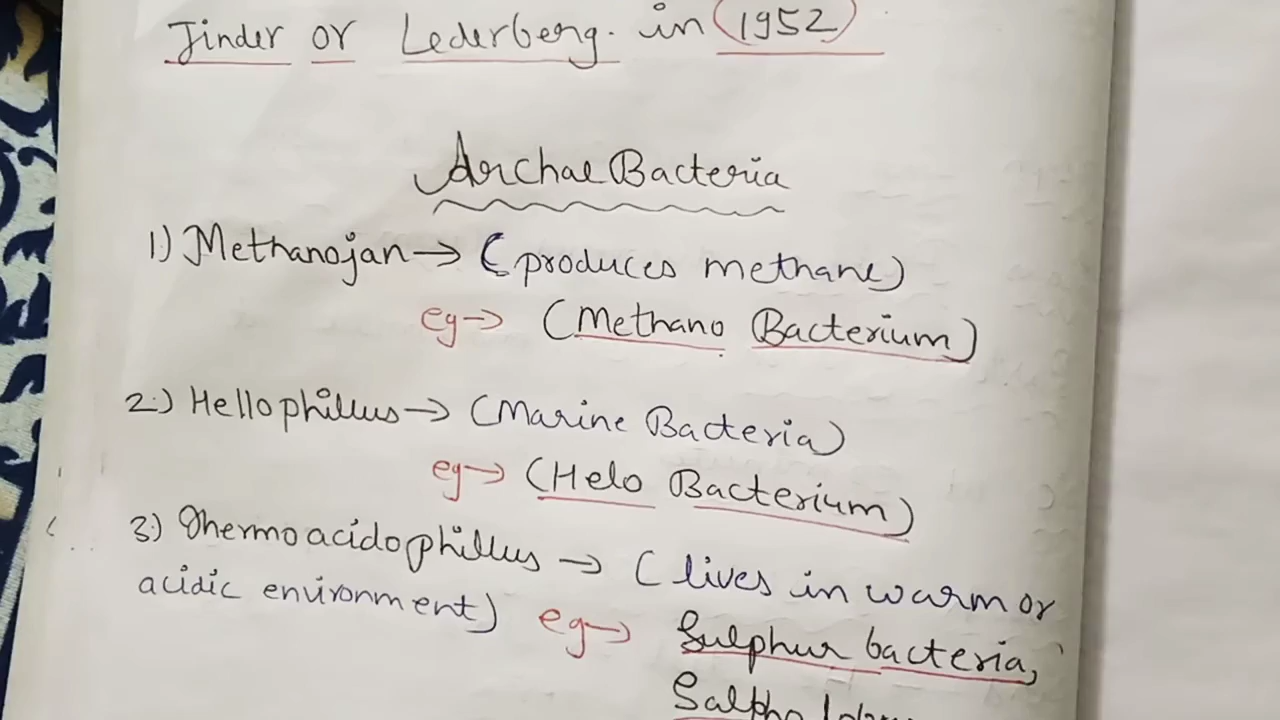 Jinder or Lederberg. in 1952
ArchaeBacteria
1) Methanojan → (produces methane)
eg → (Methano Bacterium)
2.) Hellophillus → (Marine Bacteria)
eg → (Helo Bacterium)
3) Thermoacidophillus → (lives in warm or
acidic environment) eg → Sulphur bacteria,